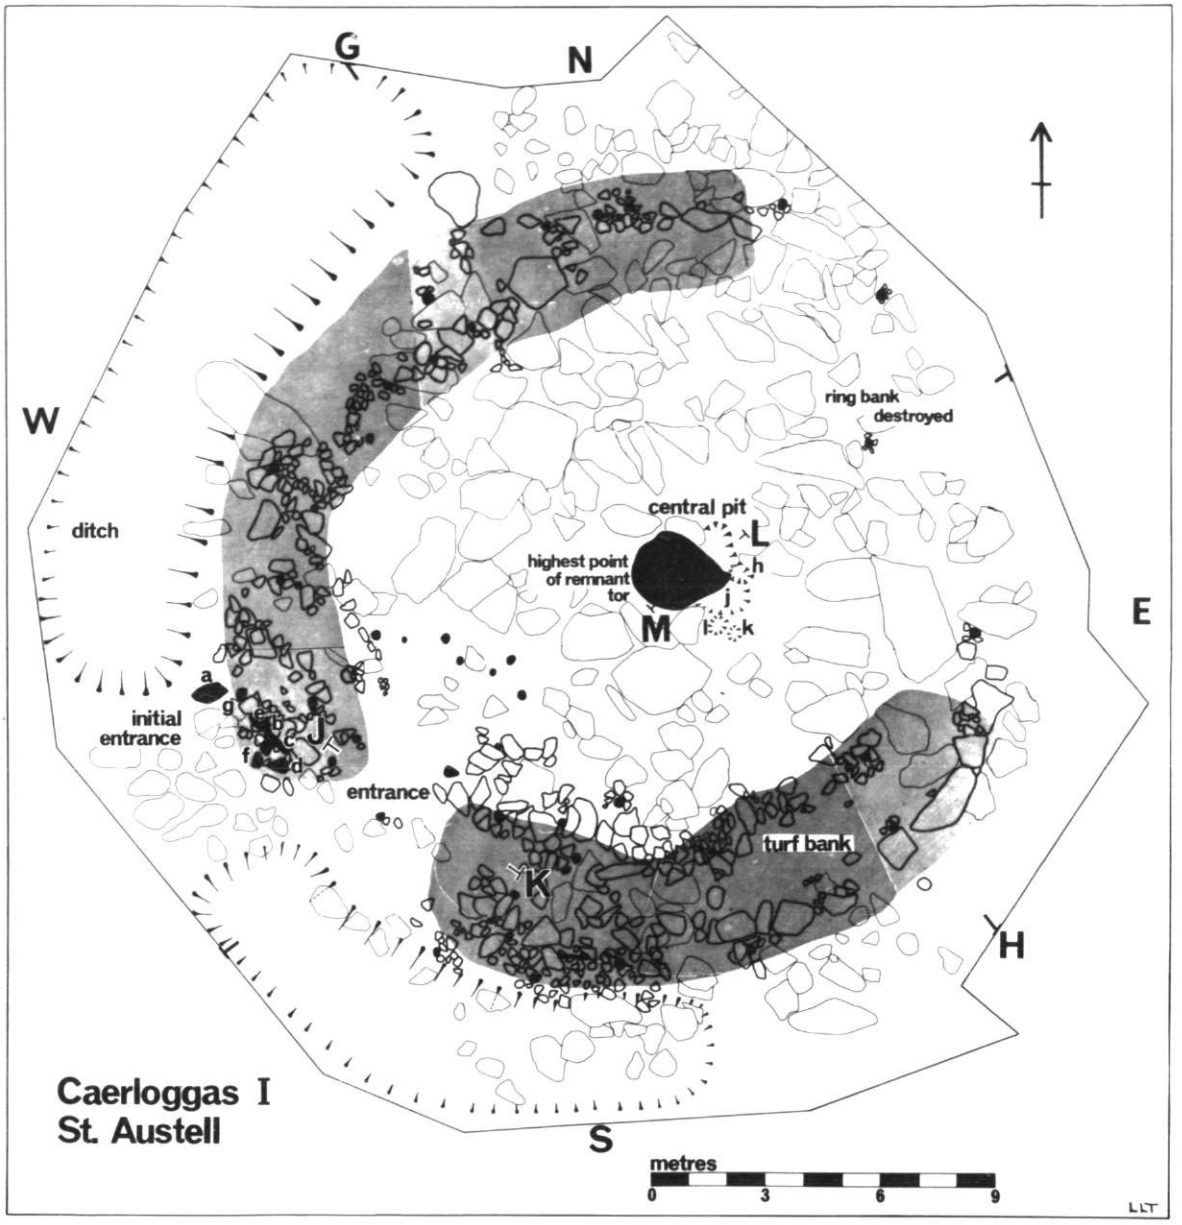 G
N
W
ring bank
destroyed
central pit
L
ditch
highest point
of remnant
tor
h
j
M
l
k
E
a
g
e
b
J
initial
entrance
c
f
d
entrance
turf bank
K
H
Caerloggas I
St. Austell
S
metres
0 3 6 9
LLT